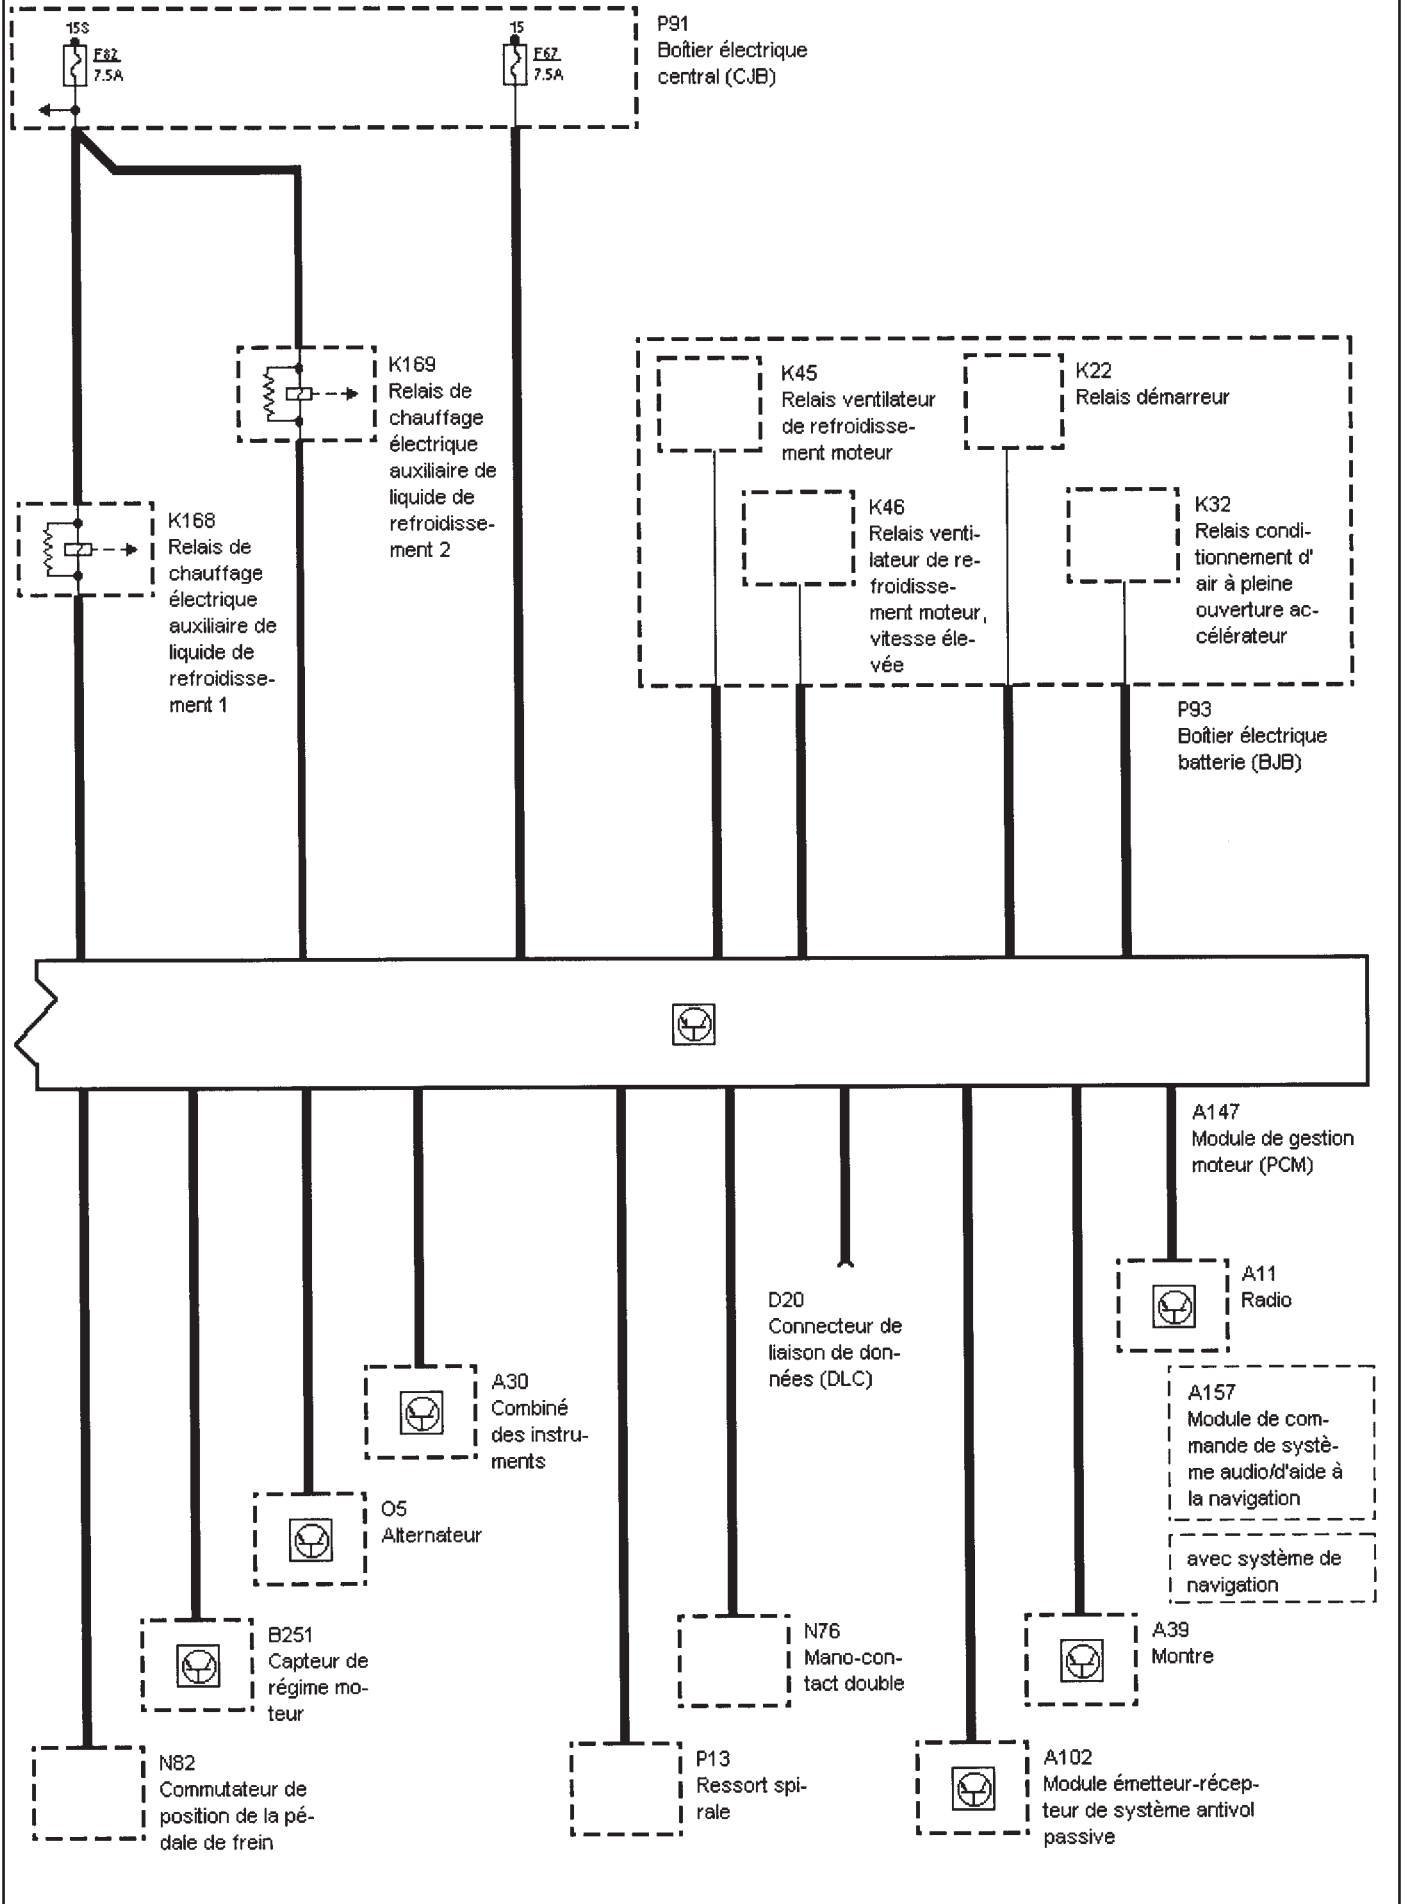 15S
F82
7.5A
15
F67
7.5A
P91
Boîtier électrique
central (CJB)
K169
Relais de
chauffage
électrique
auxiliaire de
liquide de
refroidisse-
ment 2
K168
Relais de
chauffage
électrique
auxiliaire de
liquide de
refroidisse-
ment 1
K45
Relais ventilateur
de refroidisse-
ment moteur
K22
Relais démarreur
K46
Relais venti-
lateur de re-
froidisse-
ment moteur,
vitesse éle-
vée
K32
Relais condi-
tionnement d'
air à pleine
ouverture ac-
célérateur
P93
Boîtier électrique
batterie (BJB)
A147
Module de gestion
moteur (PCM)
A11
Radio
D20
Connecteur de
liaison de don-
nées (DLC)
A30
Combiné
des instru-
ments
A157
Module de com-
mande de systè-
me audio/d'aide à
la navigation
O5
Alternateur
avec système de
navigation
B251
Capteur de
régime mo-
teur
N76
Mano-con-
tact double
A39
Montre
N82
Commutateur de
position de la pé-
dale de frein
P13
Ressort spi-
rale
A102
Module émetteur-récep-
teur de système antivol
passive